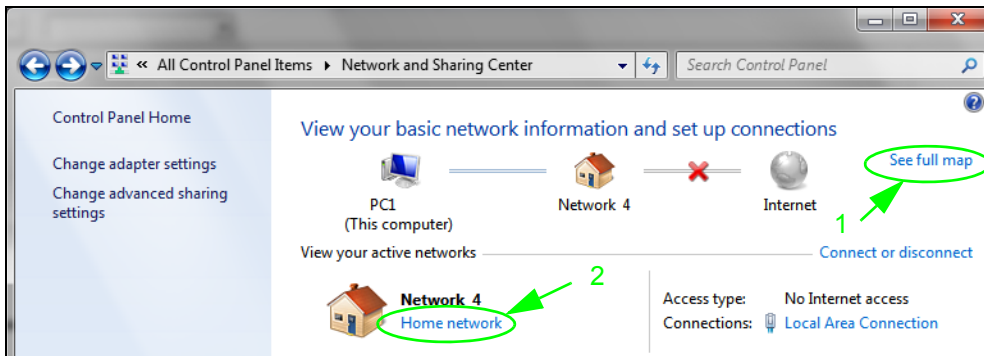 « All Control Panel Items ▸ Network and Sharing Center
Search Control Panel
Control Panel Home
Change adapter settings
Change advanced sharing
settings
View your basic network information and set up connections
See full map
PC1
(This computer)
Network 4
Internet
1
View your active networks
Connect or disconnect
2
Network 4
Home network
Access type: No Internet access
Connections: Local Area Connection